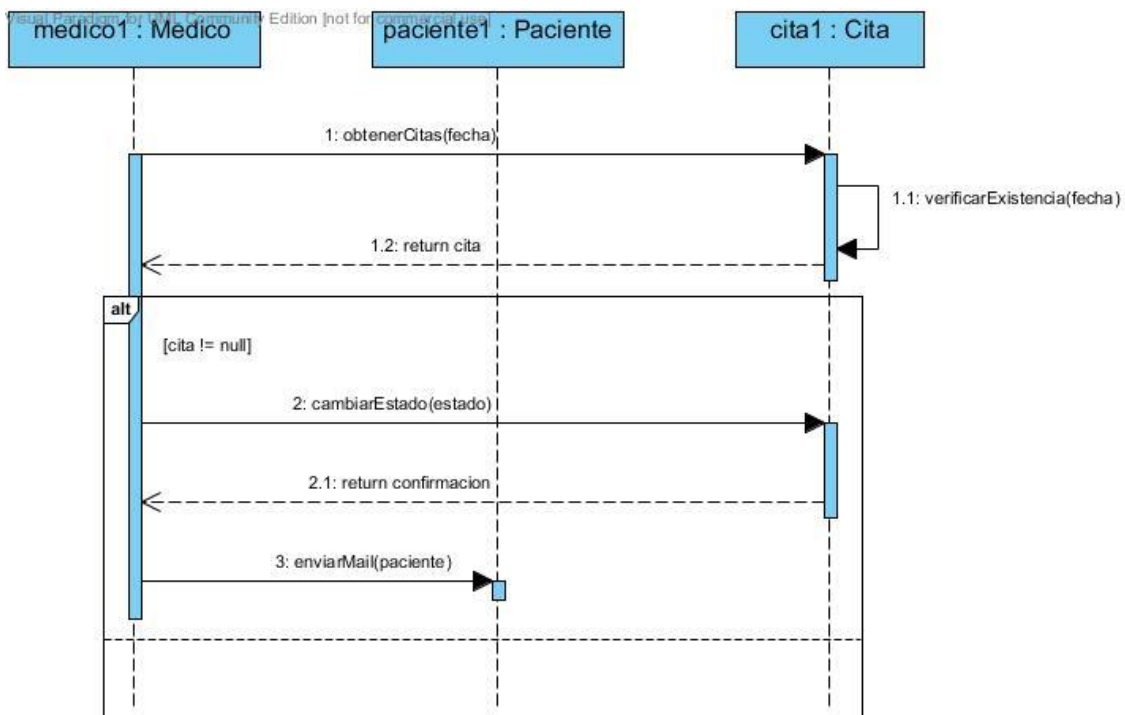 Visual Paradigm for UML Community Edition [not for commercial use]
medico1 : Medico
paciente1 : Paciente
cita1 : Cita
1: obtenerCitas(fecha)
1.1: verificarExistencia(fecha)
1.2: return cita
alt
[cita != null]
2: cambiarEstado(estado)
2.1: return confirmacion
3: enviarMail(paciente)